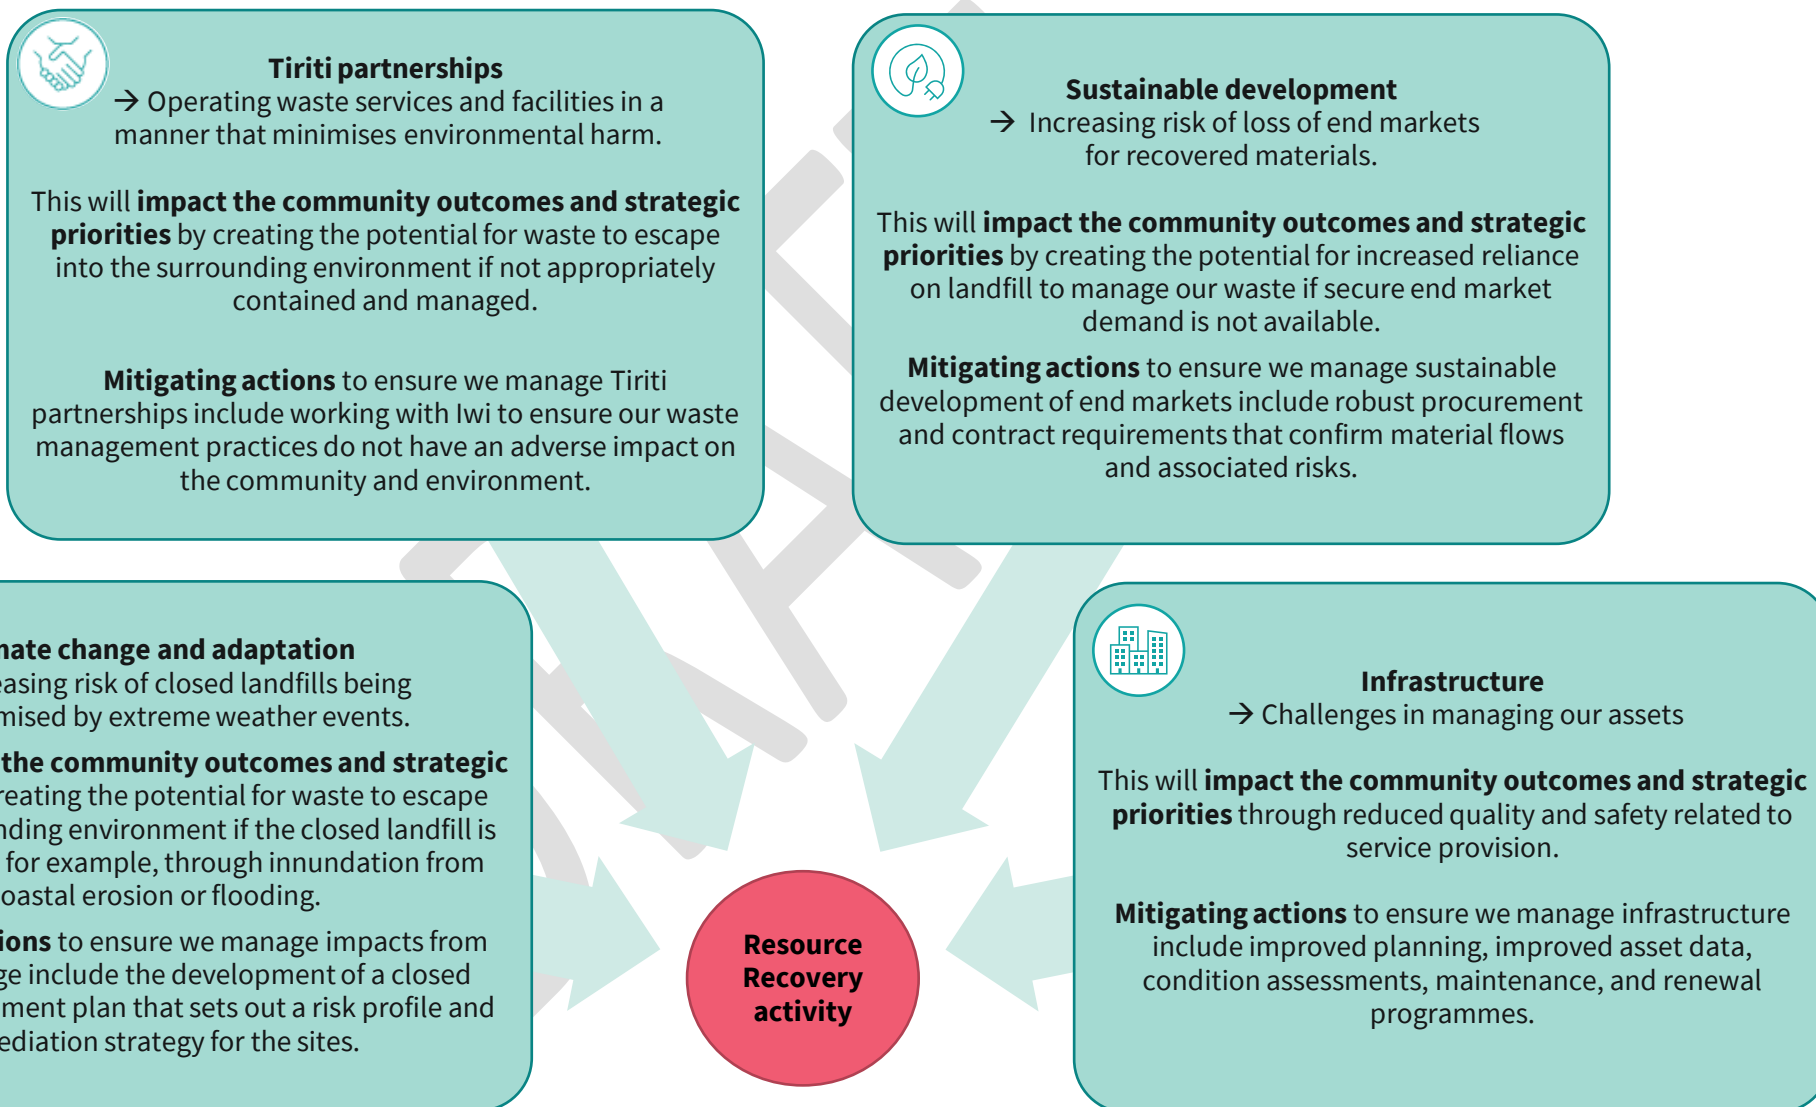 Tiriti partnerships
→ Operating waste services and facilities in a
manner that minimises environmental harm.
This will impact the community outcomes and strategic
priorities by creating the potential for waste to escape
into the surrounding environment if not appropriately
contained and managed.
Mitigating actions to ensure we manage Tiriti
partnerships include working with Iwi to ensure our waste
management practices do not have an adverse impact on
the community and environment.
Sustainable development
→ Increasing risk of loss of end markets
for recovered materials.
This will impact the community outcomes and strategic
priorities by creating the potential for increased reliance
on landfill to manage our waste if secure end market
demand is not available.
Mitigating actions to ensure we manage sustainable
development of end markets include robust procurement
and contract requirements that confirm material flows
and associated risks.
mate change and adaptation
easing risk of closed landfills being
mised by extreme weather events.
the community outcomes and strategic
reating the potential for waste to escape
nding environment if the closed landfill is
for example, through innundation from
oastal erosion or flooding.
ions to ensure we manage impacts from
ge include the development of a closed
ment plan that sets out a risk profile and
ediation strategy for the sites.
Resource
Recovery
activity
Infrastructure
→ Challenges in managing our assets
This will impact the community outcomes and strategic
priorities through reduced quality and safety related to
service provision.
Mitigating actions to ensure we manage infrastructure
include improved planning, improved asset data,
condition assessments, maintenance, and renewal
programmes.